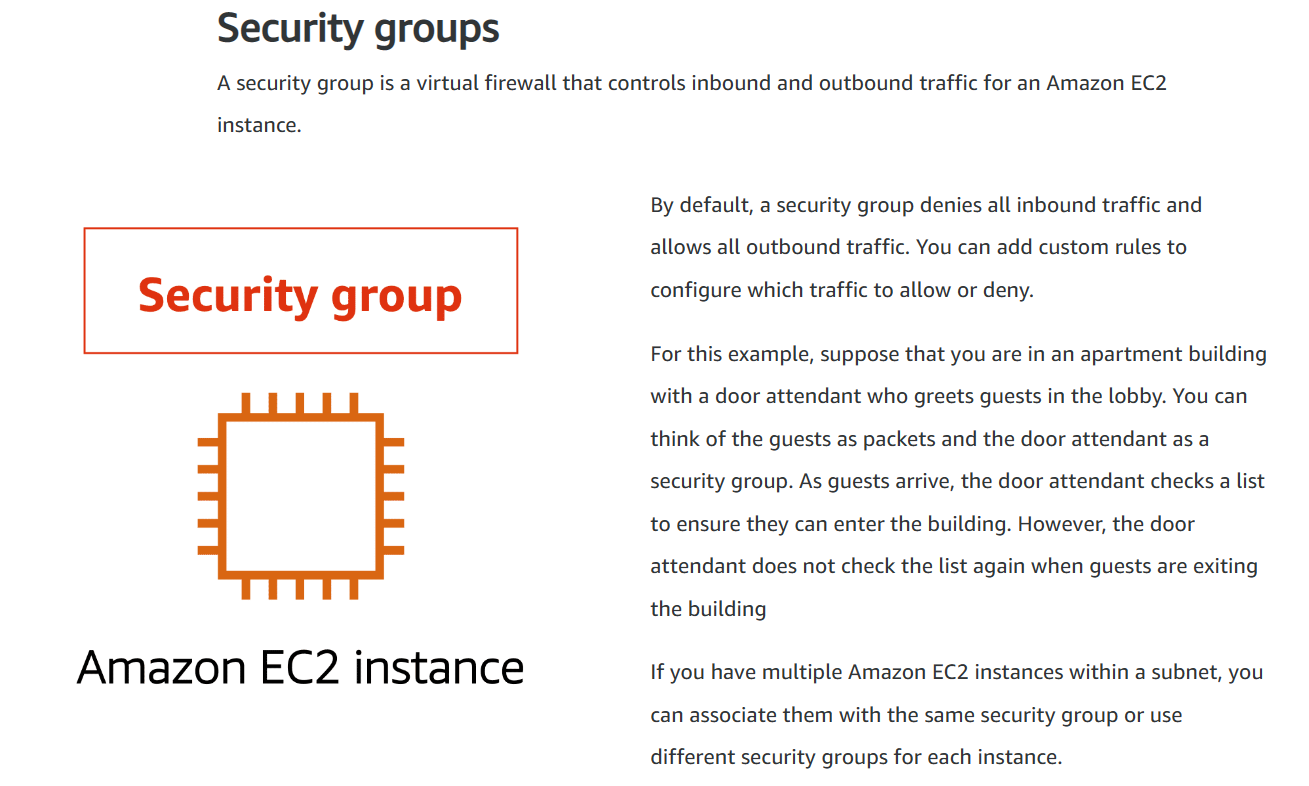 Security groups
A security group is a virtual firewall that controls inbound and outbound traffic for an Amazon EC2
instance.
Security group
Amazon EC2 instance
By default, a security group denies all inbound traffic and
allows all outbound traffic. You can add custom rules to
configure which traffic to allow or deny.
For this example, suppose that you are in an apartment building
with a door attendant who greets guests in the lobby. You can
think of the guests as packets and the door attendant as a
security group. As guests arrive, the door attendant checks a list
to ensure they can enter the building. However, the door
attendant does not check the list again when guests are exiting
the building
If you have multiple Amazon EC2 instances within a subnet, you
can associate them with the same security group or use
different security groups for each instance.